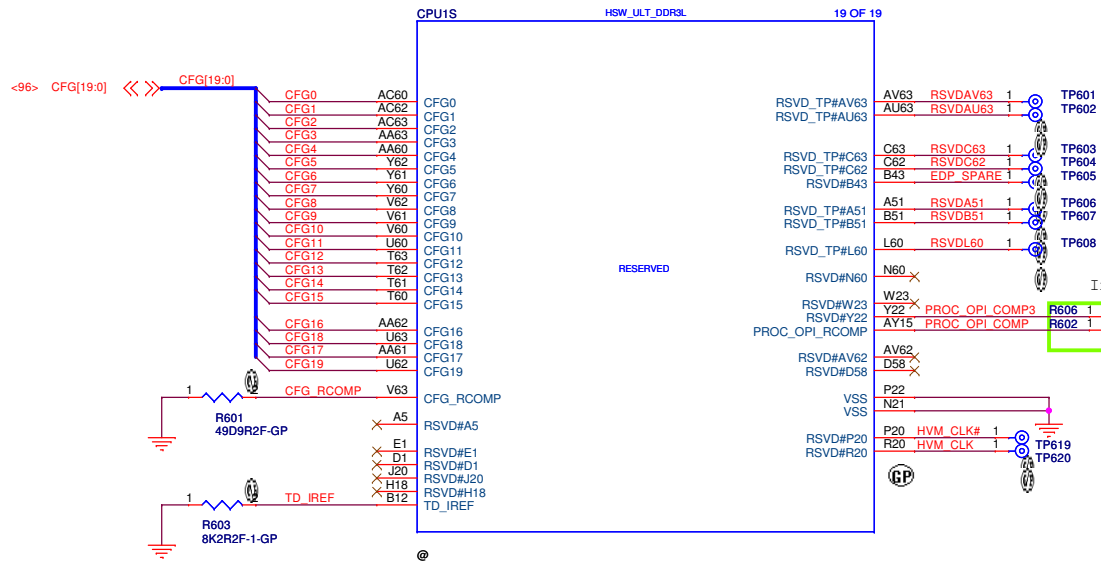 CPU1S HSW_ULT_DDR3L 19 OF 19
<96> CFG[19:0] CFG[19:0]
CFG0 AC60 CFG0
CFG1 AC62 CFG1
CFG2 AC63 CFG2
CFG3 AA63 CFG3
CFG4 AA60 CFG4
CFG5 Y62 CFG5
CFG6 Y61 CFG6
CFG7 Y60 CFG7
CFG8 V62 CFG8
CFG9 V61 CFG9
CFG10 V60 CFG10
CFG11 U60 CFG11
CFG12 T63 CFG12
CFG13 T62 CFG13
CFG14 T61 CFG14
CFG15 T60 CFG15
CFG16 AA62 CFG16
CFG18 U63 CFG18
CFG17 AA61 CFG17
CFG19 U62 CFG19
1 2 CFG_RCOMP V63 CFG_RCOMP
R601
49D9R2F-GP
A5 RSVD#A5
E1 RSVD#E1
D1 RSVD#D1
J20 RSVD#J20
H18 RSVD#H18
1 2 TD_IREF B12 TD_IREF
R603
8K2R2F-1-GP
@
RESERVED
RSVD_TP#AV63 AV63 RSVDAV63 1 TP601
RSVD_TP#AU63 AU63 RSVDAU63 1 TP602
RSVD_TP#C63 C63 RSVDC63 1 TP603
RSVD_TP#C62 C62 RSVDC62 1 TP604
RSVD#B43 B43 EDP_SPARE 1 TP605
RSVD_TP#A51 A51 RSVDA51 1 TP606
RSVD_TP#B51 B51 RSVDB51 1 TP607
RSVD_TP#L60 L60 RSVDL60 1 TP608
RSVD#N60 N60
RSVD#W23 W23
RSVD#Y22 Y22 PROC_OPI_COMP3 R606 1
PROC_OPI_RCOMP AY15 PROC_OPI_COMP R602 1
RSVD#AV62 AV62
RSVD#D58 D58
VSS P22
VSS N21
RSVD#P20 P20 HVM_CLK# 1 TP619
RSVD#R20 R20 HVM_CLK 1 TP620
GP